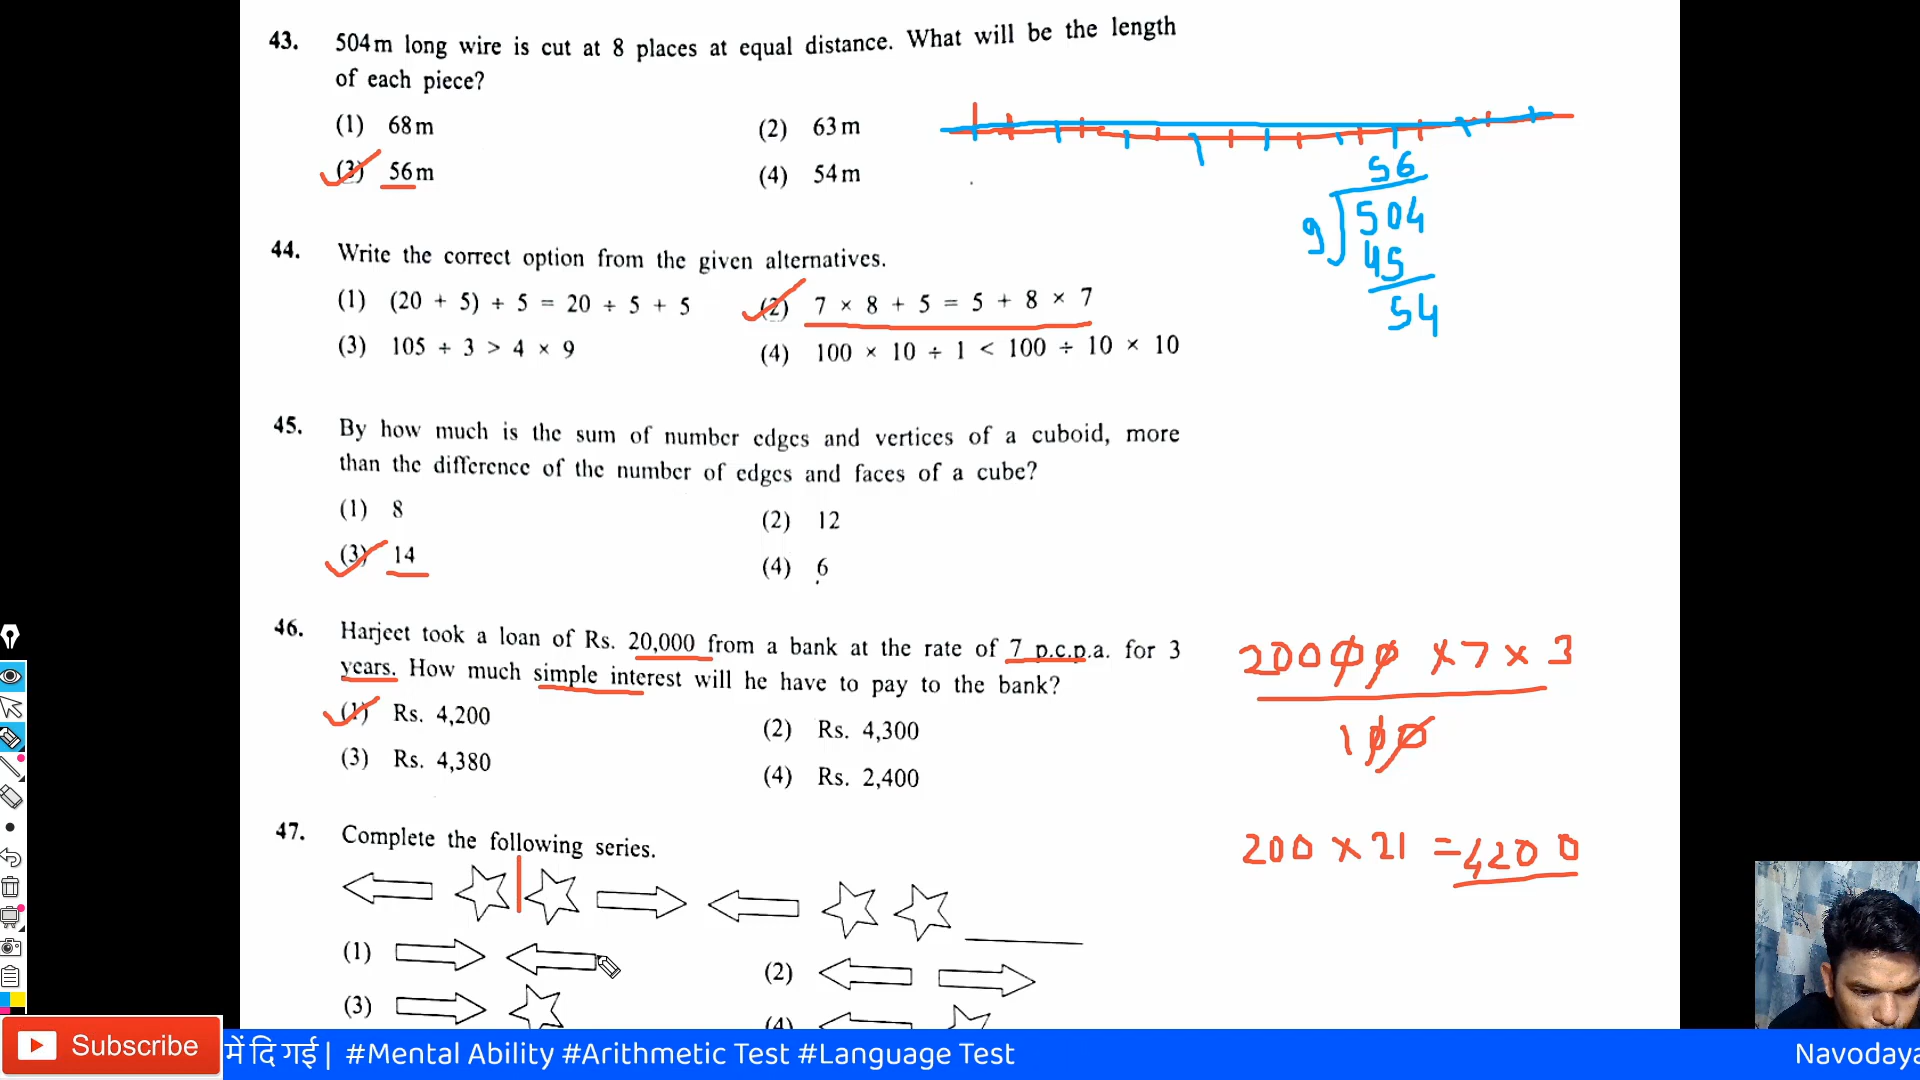 43. 504m long wire is cut at 8 places at equal distance. What will be the length
of each piece?
(1) 68m (2) 63m
(3) 56m (4) 54m
56
9 504
45
54
44. Write the correct option from the given alternatives.
(1) (20 + 5) ÷ 5 = 20 ÷ 5 + 5 (2) 7 × 8 + 5 = 5 + 8 × 7
(3) 105 ÷ 3 > 4 × 9 (4) 100 × 10 ÷ 1 < 100 ÷ 10 × 10
45. By how much is the sum of number edges and vertices of a cuboid, more
than the difference of the number of edges and faces of a cube?
(1) 8 (2) 12
(3) 14 (4) 6
46. Harjeet took a loan of Rs. 20,000 from a bank at the rate of 7 p.c.p.a. for 3
years. How much simple interest will he have to pay to the bank?
(1) Rs. 4,200 (2) Rs. 4,300
(3) Rs. 4,380 (4) Rs. 2,400
20000 × 7 × 3
100
200 × 21 = 4200
47. Complete the following series.
(1) (2)
(3) (4)
Subscribe में दि गई | #Mental Ability #Arithmetic Test #Language Test Navodaya